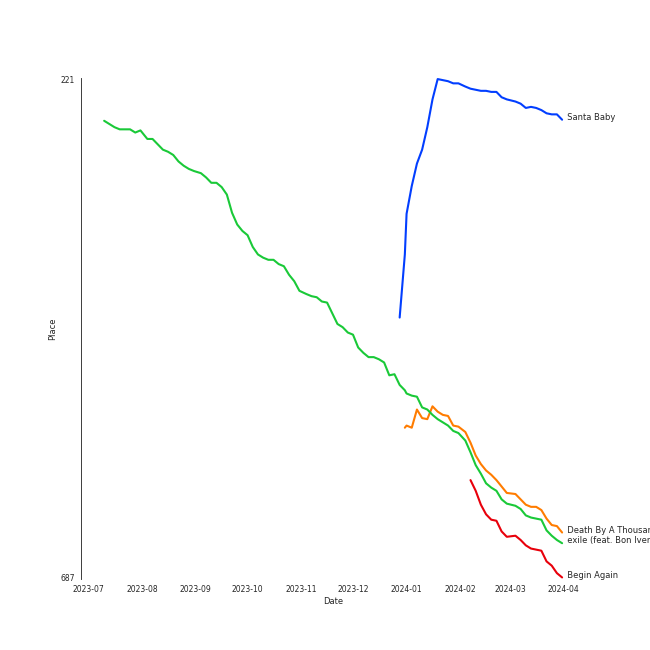 221
Santa Baby
Place
Death By A Thousan
exile (feat. Bon Iver
Begin Again
687
2023-07 2023-08 2023-09 2023-10 2023-11 2023-12 2024-01 2024-02 2024-03 2024-04
Date